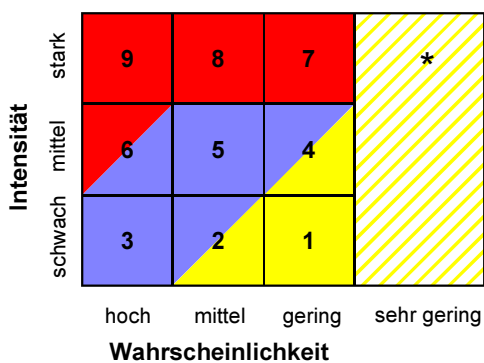 Intensität
stark
mittel
schwach
9 8 7 *
6 5 4
3 2 1
hoch mittel gering sehr gering
Wahrscheinlichkeit